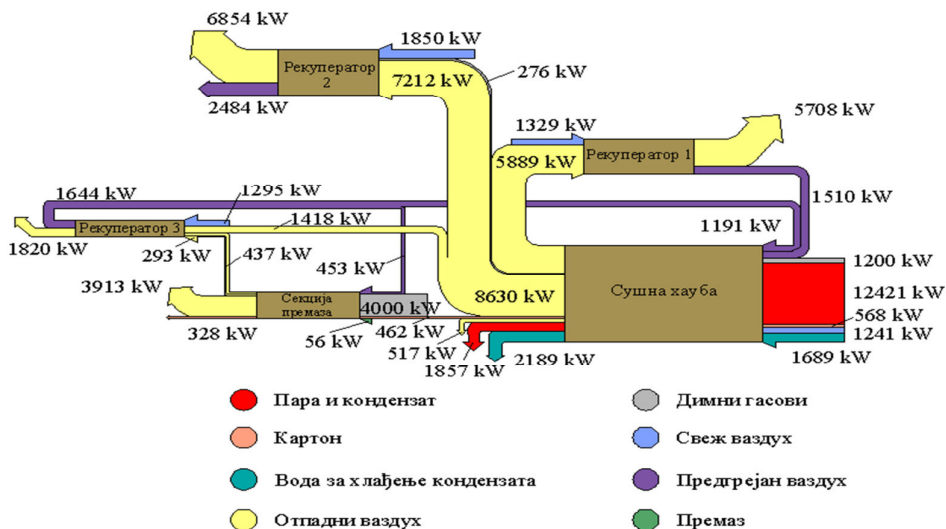 6854 kW
1850 kW
Рекуператор
2
7212 kW
276 kW
2484 kW
5708 kW
1329 kW
5889 kW
Рекуператор 1
1644 kW
1295 kW
1510 kW
1418 kW
1191 kW
Рекуператор 3
1820 kW
293 kW
437 kW
453 kW
1200 kW
3913 kW
Секција
премаза
4000 kW
8630 kW
Сушна хауба
12421 kW
568 kW
328 kW
56 kW
462 kW
1241 kW
517 kW
1857 kW
2189 kW
1689 kW
Пара и кондензат
Димни гасови
Картон
Свеж ваздух
Вода за хлађење кондензата
Предгрејан ваздух
Отпадни ваздух
Премаз